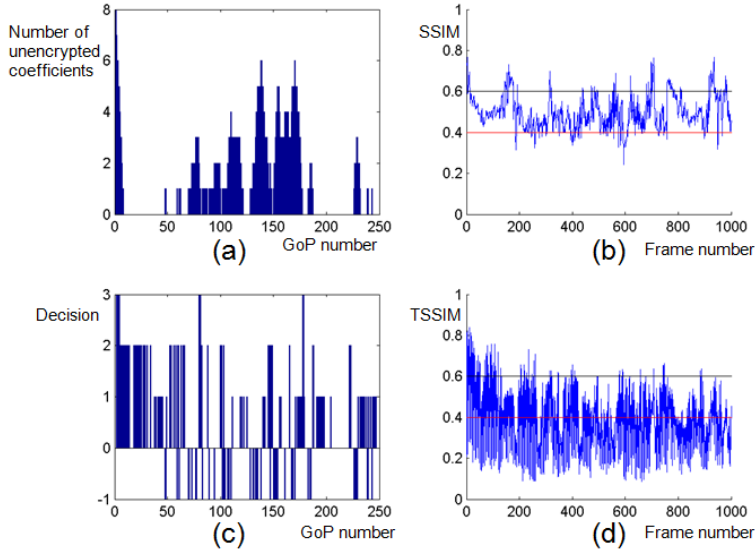 Number of
unencrypted
coefficients
8
6
4
2
0
0 50 100 150 200 250
GoP number
(a)
SSIM
1
0.8
0.6
0.4
0.2
0
0 200 400 600 800 1000
Frame number
(b)
Decision
3
2
1
0
-1
0 50 100 150 200 250
GoP number
(c)
TSSIM
1
0.8
0.6
0.4
0.2
0
0 200 400 600 800 1000
Frame number
(d)